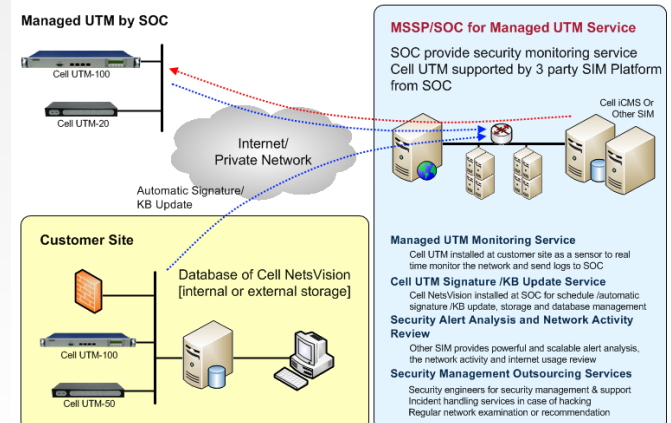 Managed UTM by SOC
Cell UTM-100
Cell UTM-20
Internet/
Private Network
Automatic Signature/
KB Update
Customer Site
Database of Cell NetsVision
[internal or external storage]
Cell UTM-100
Cell UTM-50
MSSP/SOC for Managed UTM Service
SOC provide security monitoring service
Cell UTM supported by 3 party SIM Platform
from SOC
Cell iCMS Or
Other SIM
Managed UTM Monitoring Service
Cell UTM installed at customer site as a sensor to real
time monitor the network and send logs to SOC
Cell UTM Signature /KB Update Service
Cell NetsVision installed at SOC for schedule /automatic
signature /KB update, storage and database management
Security Alert Analysis and Network Activity
Review
Other SIM provides powerful and scalable alert analysis,
the network activity and internet usage review
Security Management Outsourcing Services
Security engineers for security management & support
Incident handling services in case of hacking
Regular network examination or recommendation